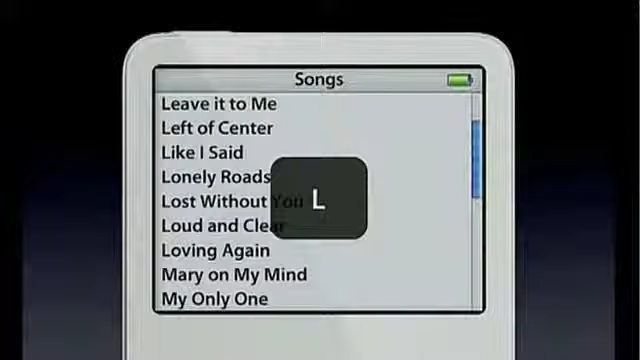 Songs
Leave it to Me
Left of Center
Like I Said
Lonely Roads
Lost Without You
L
Loud and Clear
Loving Again
Mary on My Mind
My Only One